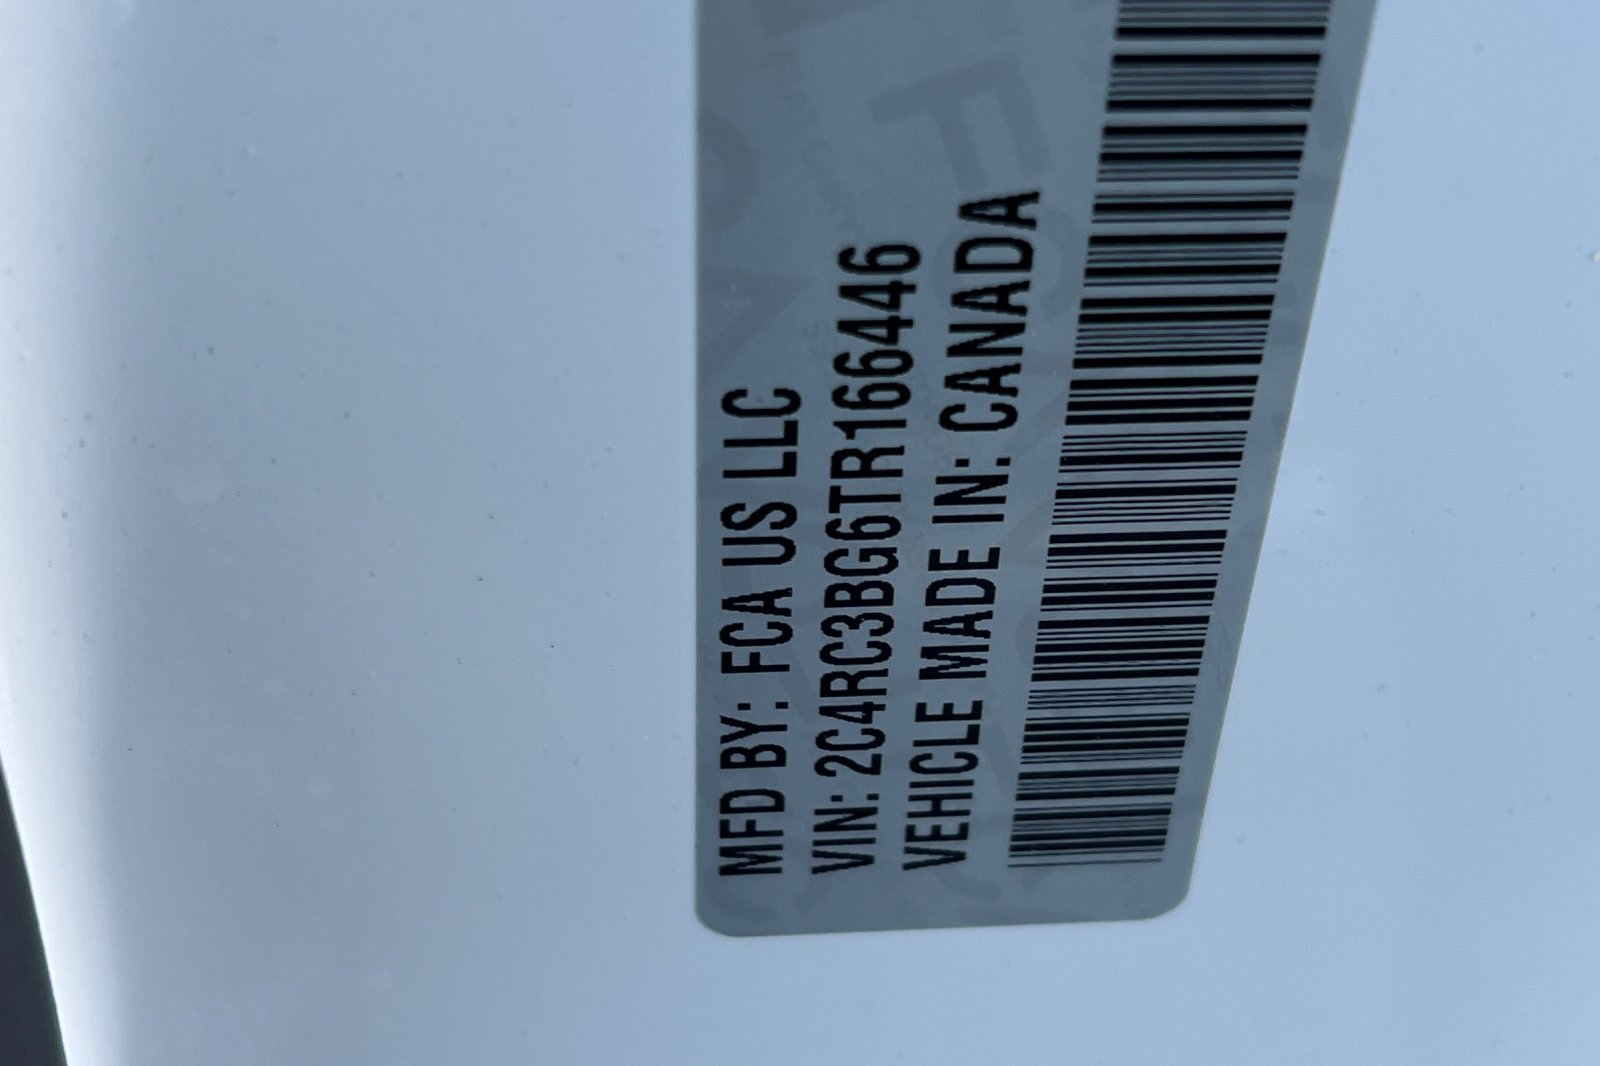 MFD BY: FCA US LLC
VIN: 2C4RC3BG6TR166446
VEHICLE MADE IN: CANADA